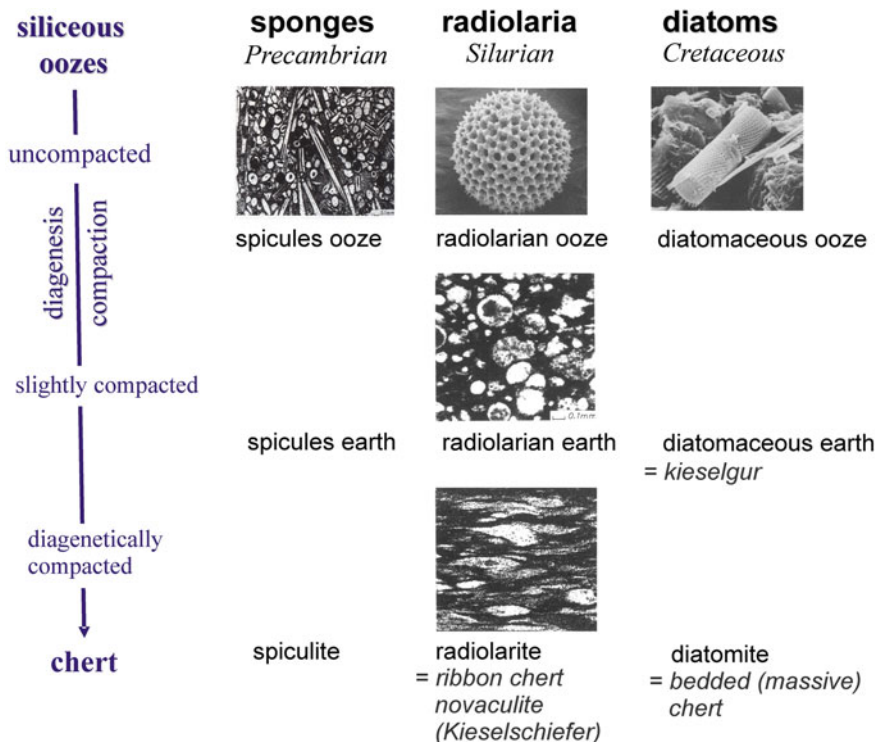 siliceous
oozes
sponges
Precambrian
radiolaria
Silurian
diatoms
Cretaceous
uncompacted
spicules ooze
radiolarian ooze
diatomaceous ooze
diagenesis
compaction
slightly compacted
0.1mm
spicules earth
radiolarian earth
diatomaceous earth
= kieselgur
diagenetically
compacted
chert
spiculite
radiolarite
= ribbon chert
novaculite
(Kieselschiefer)
diatomite
= bedded (massive)
chert